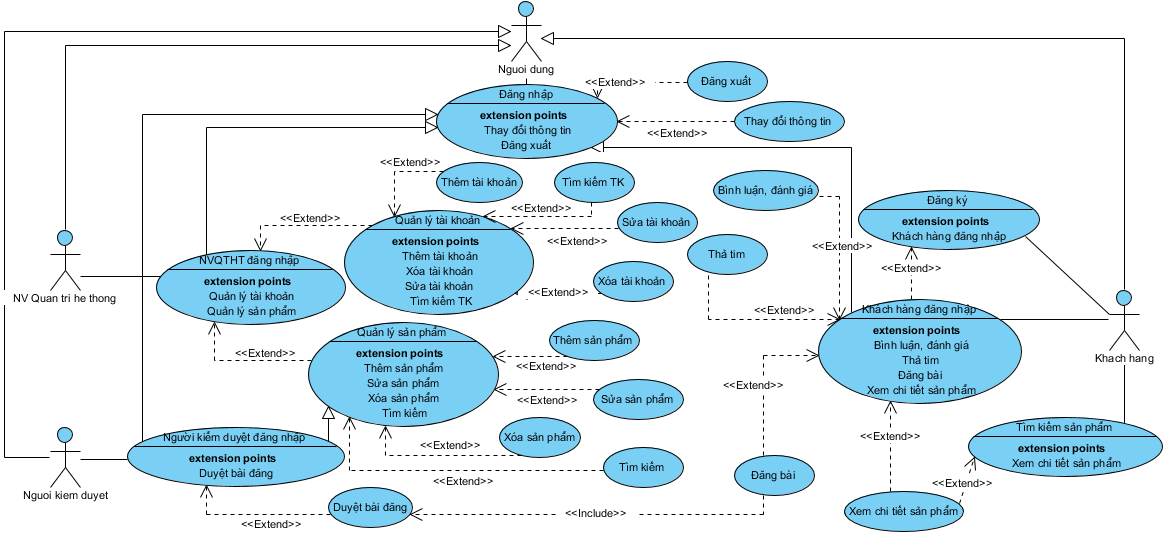 Nguoi dung
Đăng nhập
extension points
Thay đổi thông tin
Đăng xuất
<<Extend>>
Đăng xuất
<<Extend>>
Thay đổi thông tin
<<Extend>>
Thêm tài khoản
Tìm kiếm TK
<<Extend>>
Bình luận, đánh giá
Đăng ký
extension points
Khách hàng đăng nhập
<<Extend>>
Quản lý tài khoản
extension points
Thêm tài khoản
Xóa tài khoản
Sửa tài khoản
Tìm kiếm TK
Sửa tài khoản
<<Extend>>
<<Extend>>
Thả tim
<<Extend>>
NV Quan tri he thong
NVQTHT đăng nhập
extension points
Quản lý tài khoản
Quản lý sản phẩm
Xóa tài khoản
<<Extend>>
<<Extend>>
<<Extend>>
Khách hàng đăng nhập
extension points
Bình luận, đánh giá
Thả tim
Đăng bài
Xem chi tiết sản phẩm
Khach hang
<<Extend>>
Quản lý sản phẩm
extension points
Thêm sản phẩm
Sửa sản phẩm
Xóa sản phẩm
Tìm kiếm
Thêm sản phẩm
<<Extend>>
Sửa sản phẩm
<<Extend>>
<<Extend>>
Nguoi kiem duyet
Người kiểm duyệt đăng nhập
extension points
Duyệt bài đăng
<<Extend>>
Xóa sản phẩm
<<Extend>>
Tìm kiếm
Đăng bài
<<Extend>>
Tìm kiếm sản phẩm
extension points
Xem chi tiết sản phẩm
<<Extend>>
<<Extend>>
Duyệt bài đăng
<<Include>>
Xem chi tiết sản phẩm